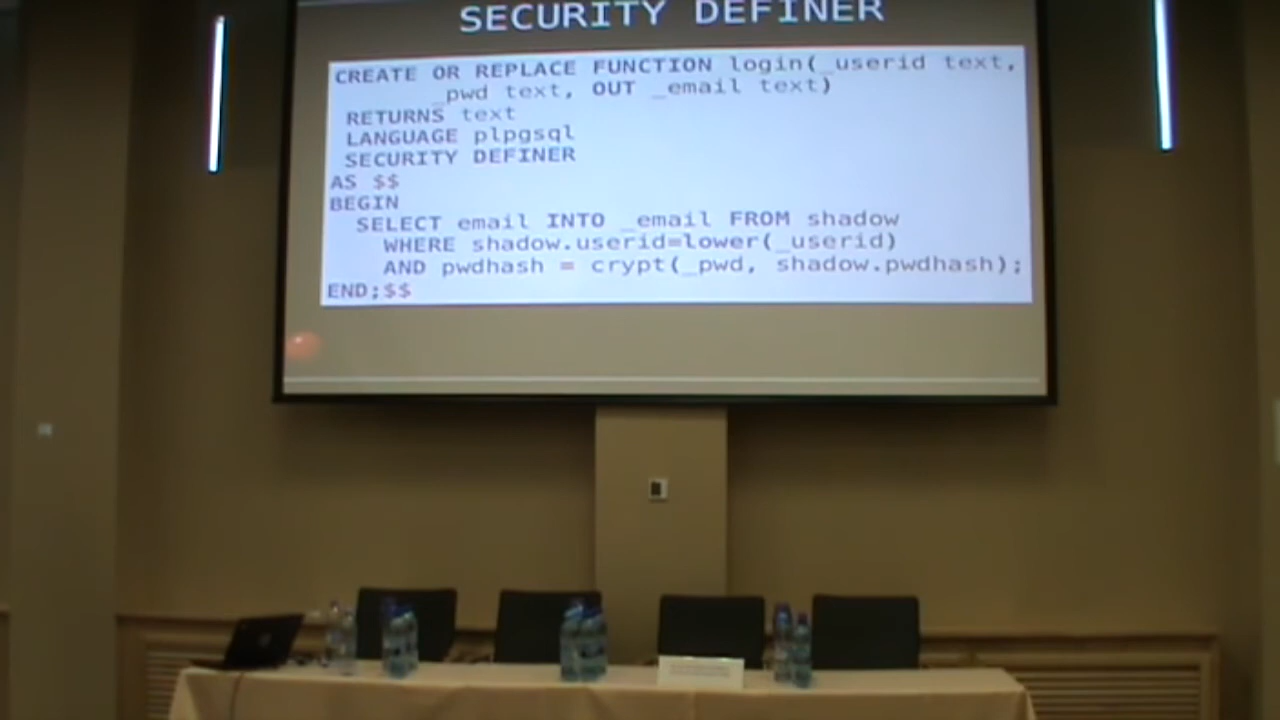 SECURITY DEFINER
CREATE OR REPLACE FUNCTION login(_userid text,
_pwd text, OUT _email text)
RETURNS text
LANGUAGE plpgsql
SECURITY DEFINER
AS $$
BEGIN
SELECT email INTO _email FROM shadow
WHERE shadow.userid=lower(_userid)
AND pwdhash = crypt(_pwd, shadow.pwdhash);
END;$$